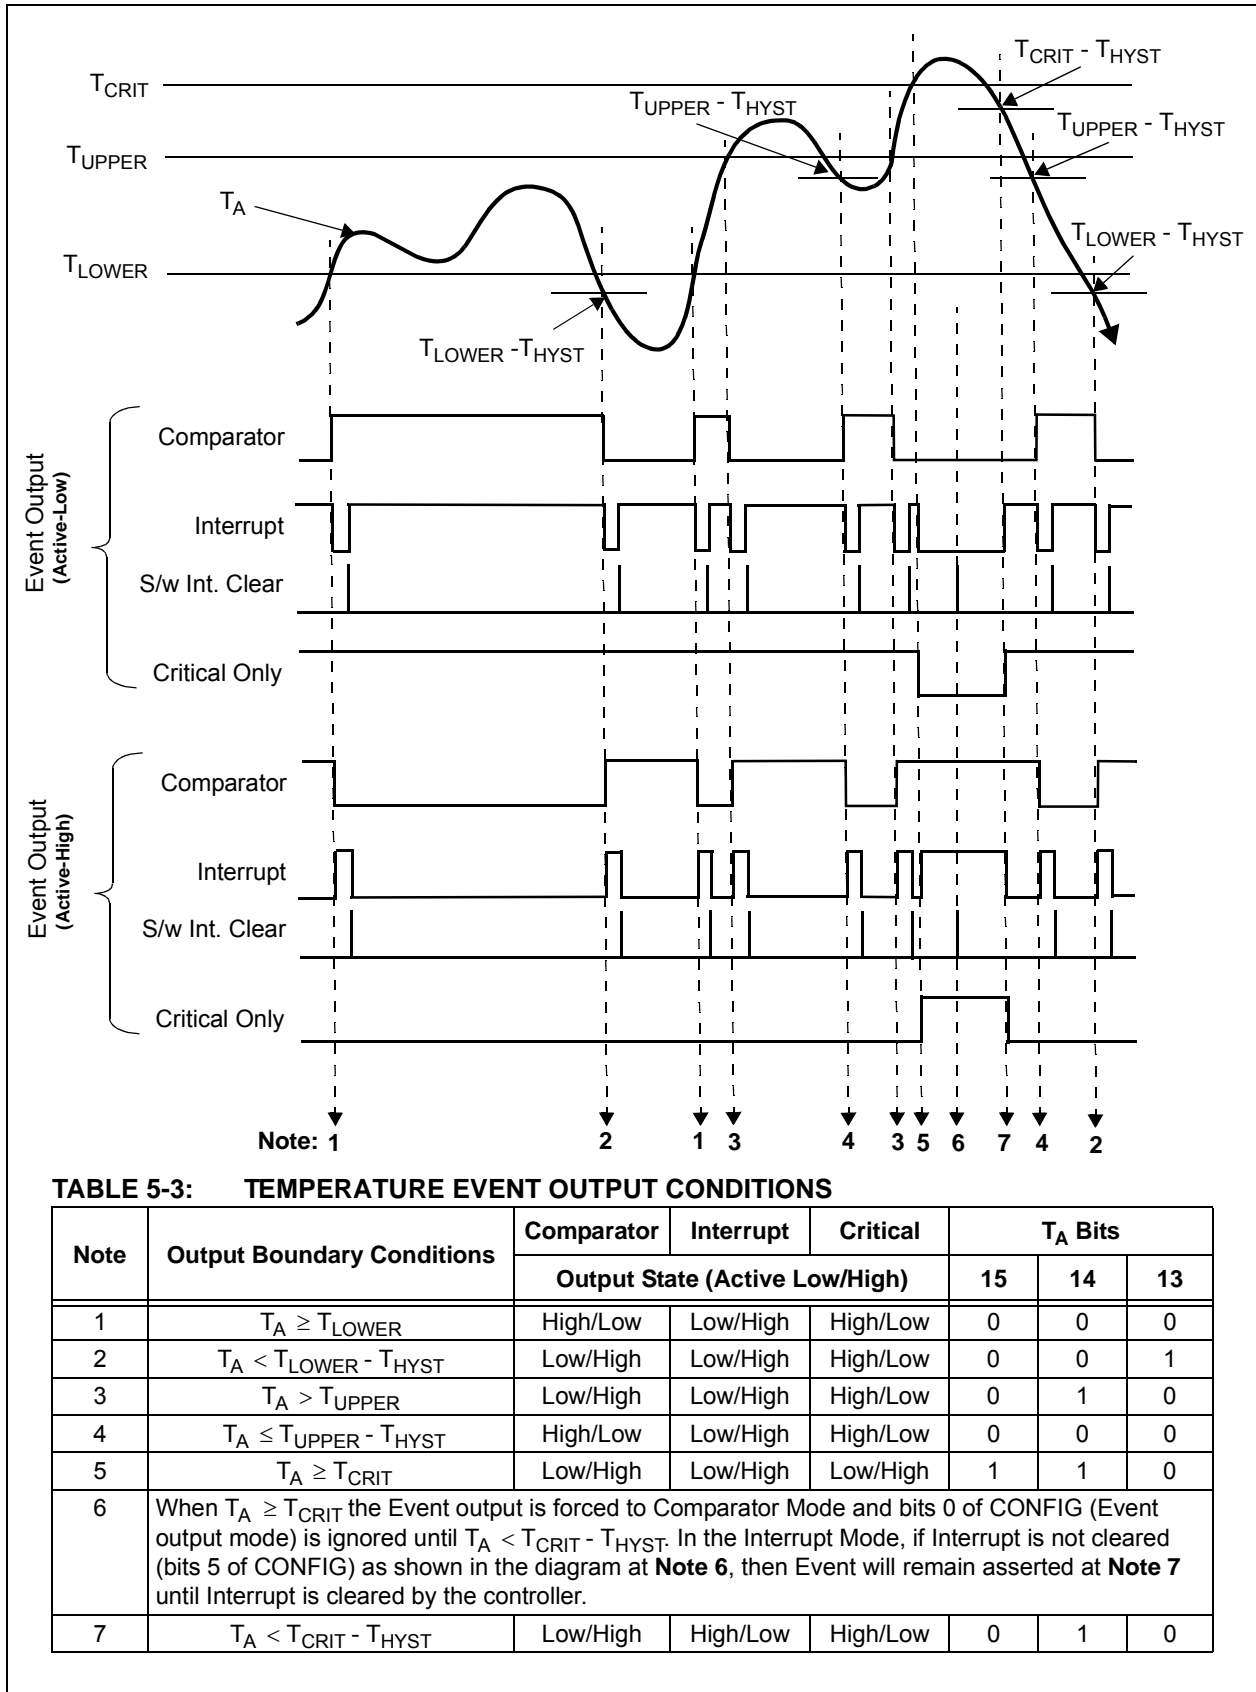 T_CRIT - T_HYST
T_CRIT
T_UPPER - T_HYST
T_UPPER - T_HYST
T_UPPER
T_A
T_LOWER - T_HYST
T_LOWER
T_LOWER -T_HYST
Event Output
(Active-Low)
Comparator
Interrupt
S/w Int. Clear
Critical Only
Event Output
(Active-High)
Comparator
Interrupt
S/w Int. Clear
Critical Only
Note: 1 2 1 3 4 3 5 6 7 4 2
TABLE 5-3: TEMPERATURE EVENT OUTPUT CONDITIONS
Note Output Boundary Conditions Comparator Interrupt Critical T_A Bits
Output State (Active Low/High) 15 14 13
1 T_A ≥ T_LOWER High/Low Low/High High/Low 0 0 0
2 T_A < T_LOWER - T_HYST Low/High Low/High High/Low 0 0 1
3 T_A > T_UPPER Low/High Low/High High/Low 0 1 0
4 T_A ≤ T_UPPER - T_HYST High/Low Low/High High/Low 0 0 0
5 T_A ≥ T_CRIT Low/High Low/High Low/High 1 1 0
6 When T_A ≥ T_CRIT the Event output is forced to Comparator Mode and bits 0 of CONFIG (Event
output mode) is ignored until T_A < T_CRIT - T_HYST. In the Interrupt Mode, if Interrupt is not cleared
(bits 5 of CONFIG) as shown in the diagram at Note 6, then Event will remain asserted at Note 7
until Interrupt is cleared by the controller.
7 T_A < T_CRIT - T_HYST Low/High High/Low High/Low 0 1 0